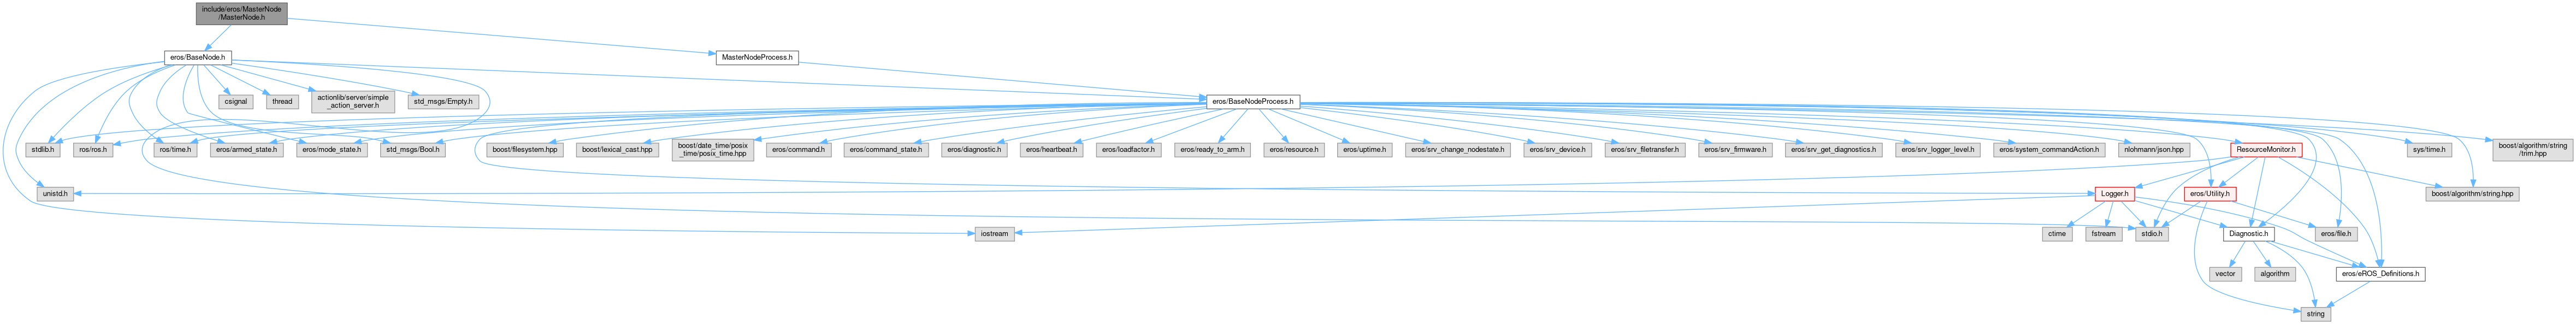 include/eros/MasterNode
/MasterNode.h
eros/BaseNode.h
MasterNodeProcess.h
csignal
thread
actionlib/server/simple
_action_server.h
std_msgs/Empty.h
eros/BaseNodeProcess.h
stdlib.h
ros/ros.h
ros/time.h
eros/armed_state.h
eros/mode_state.h
std_msgs/Bool.h
boost/filesystem.hpp
boost/lexical_cast.hpp
boost/date_time/posix
_time/posix_time.hpp
eros/command.h
eros/command_state.h
eros/diagnostic.h
eros/heartbeat.h
eros/loadfactor.h
eros/ready_to_arm.h
eros/resource.h
eros/uptime.h
eros/srv_change_nodestate.h
eros/srv_device.h
eros/srv_filetransfer.h
eros/srv_firmware.h
eros/srv_get_diagnostics.h
eros/srv_logger_level.h
eros/system_commandAction.h
nlohmann/json.hpp
ResourceMonitor.h
sys/time.h
boost/algorithm/string
/trim.hpp
unistd.h
Logger.h
eros/Utility.h
boost/algorithm/string.hpp
iostream
ctime
fstream
stdio.h
Diagnostic.h
eros/file.h
vector
algorithm
eros/eROS_Definitions.h
string